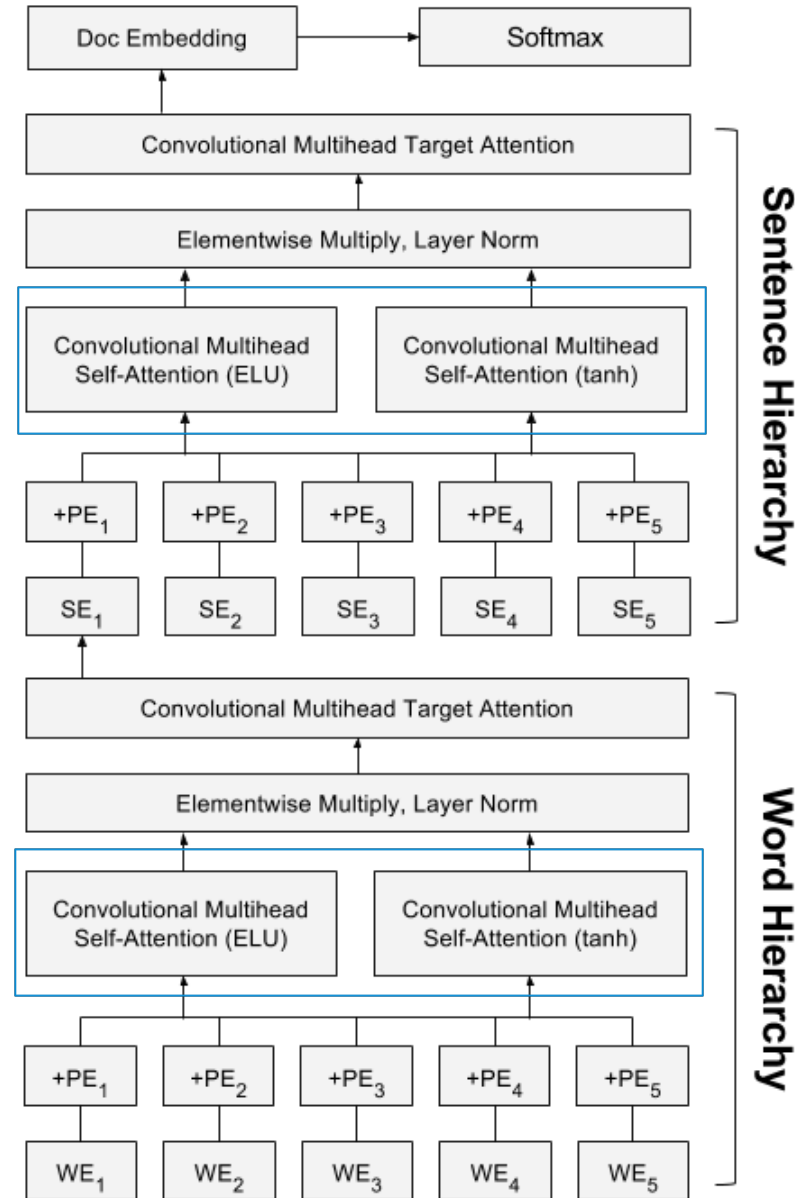 Doc Embedding
Softmax
Convolutional Multihead Target Attention
Elementwise Multiply, Layer Norm
Convolutional Multihead
Self-Attention (ELU)
Convolutional Multihead
Self-Attention (tanh)
+PE1
+PE2
+PE3
+PE4
+PE5
SE1
SE2
SE3
SE4
SE5
Sentence Hierarchy
Convolutional Multihead Target Attention
Elementwise Multiply, Layer Norm
Convolutional Multihead
Self-Attention (ELU)
Convolutional Multihead
Self-Attention (tanh)
+PE1
+PE2
+PE3
+PE4
+PE5
WE1
WE2
WE3
WE4
WE5
Word Hierarchy